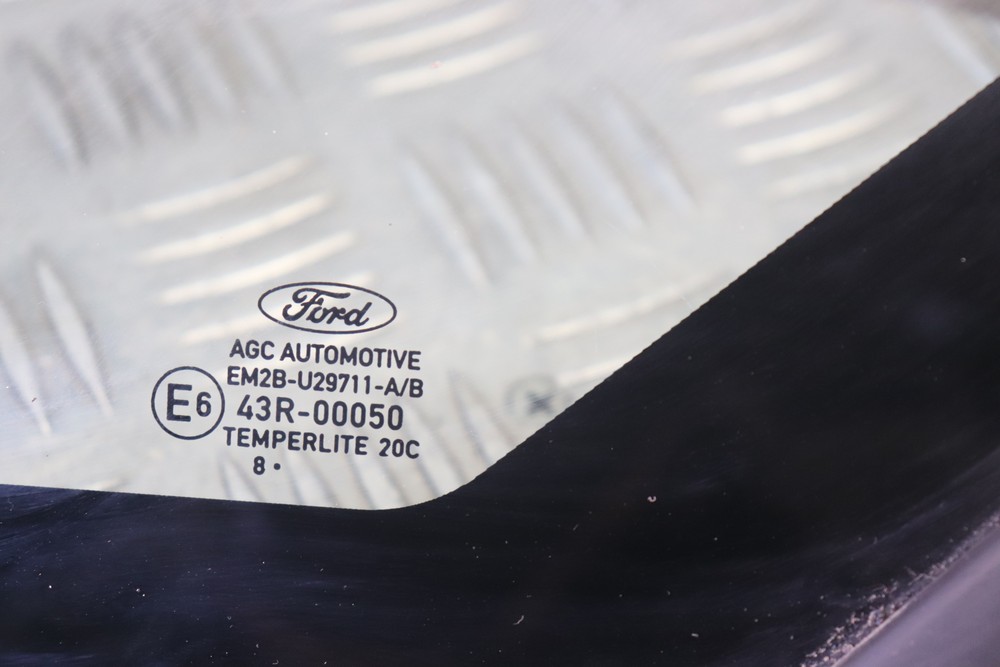 Ford
AGC AUTOMOTIVE
EM2B-U29711-A/B
E6
43R-00050
TEMPERLITE 20C
8 •